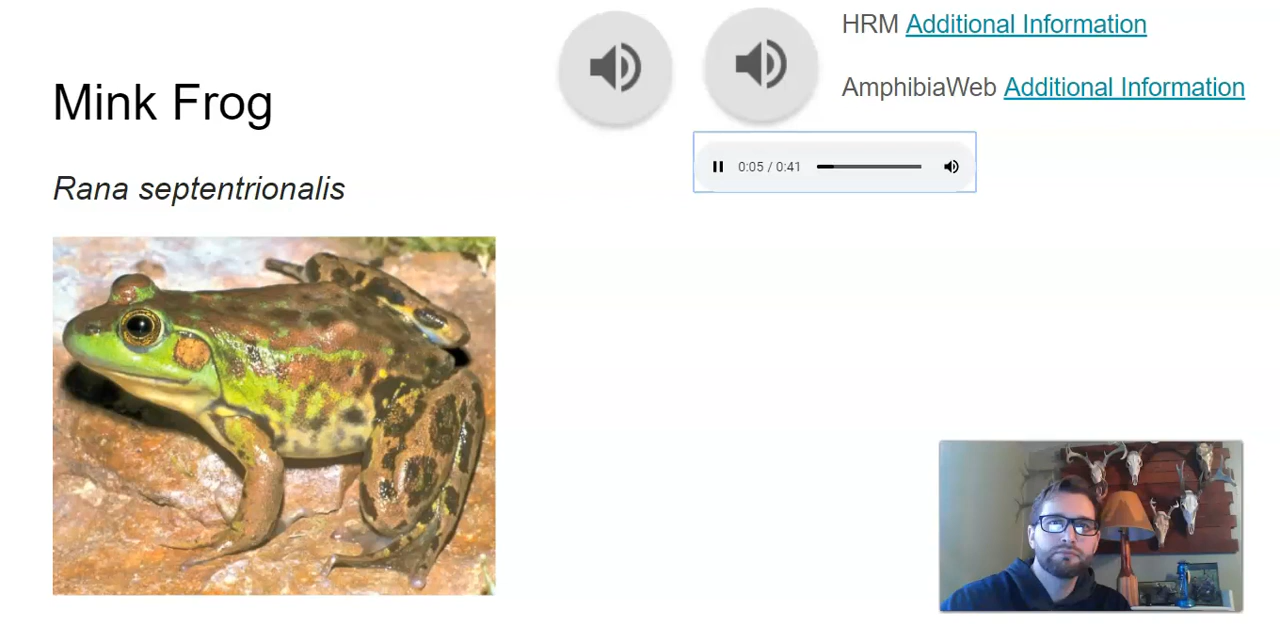 HRM Additional Information
Mink Frog
AmphibiaWeb Additional Information
0:05 / 0:41
Rana septentrionalis